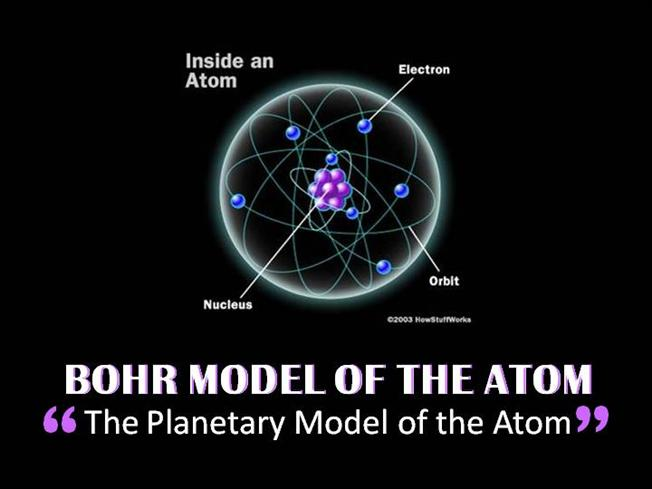 Inside an
Atom
Electron
Orbit
Nucleus
©2003 HowStuffWorks
BOHR MODEL OF THE ATOM
“The Planetary Model of the Atom”